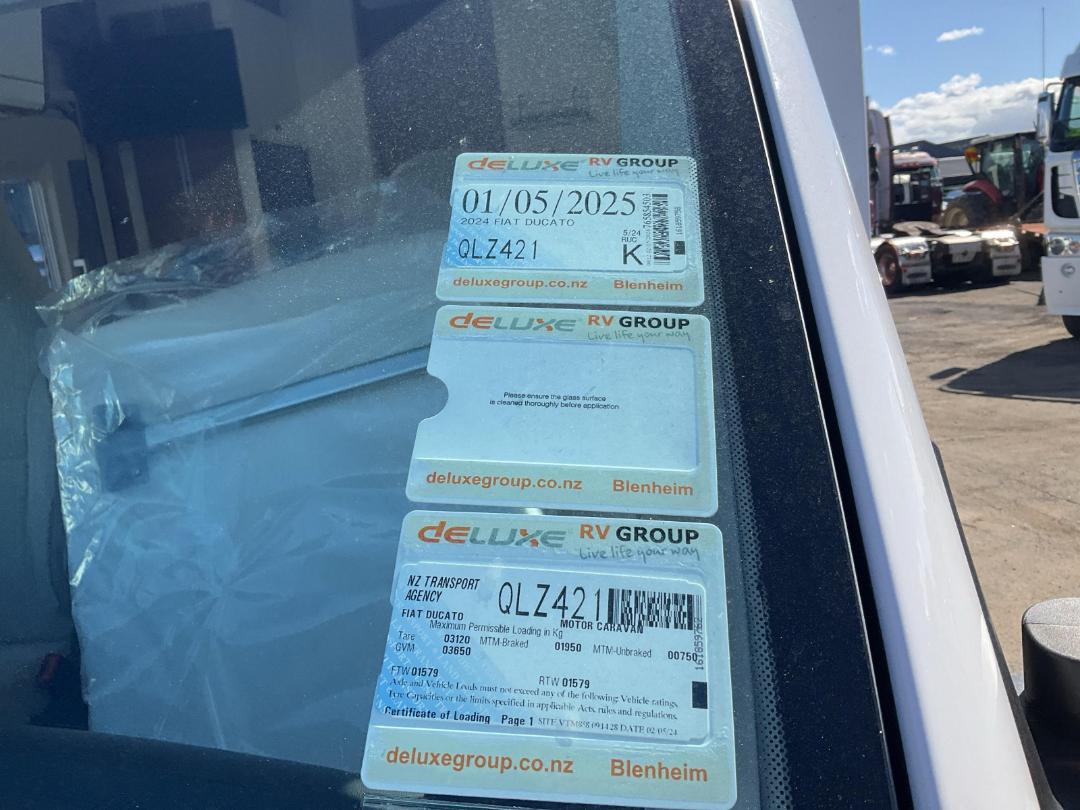 deLUXE RV GROUP
Live life your way
01/05/2025
2024 FIAT DUCATO
QLZ421
5/24
RUC
K
deluxegroup.co.nz Blenheim
deLUXE RV GROUP
Live life your way
Please ensure the glass surface
is cleaned thoroughly before application
deluxegroup.co.nz Blenheim
deLUXE RV GROUP
Live life your way
NZ TRANSPORT
AGENCY
QLZ421
FIAT DUCATO
MOTOR CARAVAN
Maximum Permissible Loading in Kg
Tare 03120 MTM-Braked 01950 MTM-Unbraked 00750
GVM 03650
FTW 01579 RTW 01579
Axle and Vehicle Loads must not exceed any of the following: Vehicle ratings
Tyre Capacities or the limits specified in applicable Acts, rules and regulations.
Certificate of Loading Page 1 DATE 02/05/24
deluxegroup.co.nz Blenheim